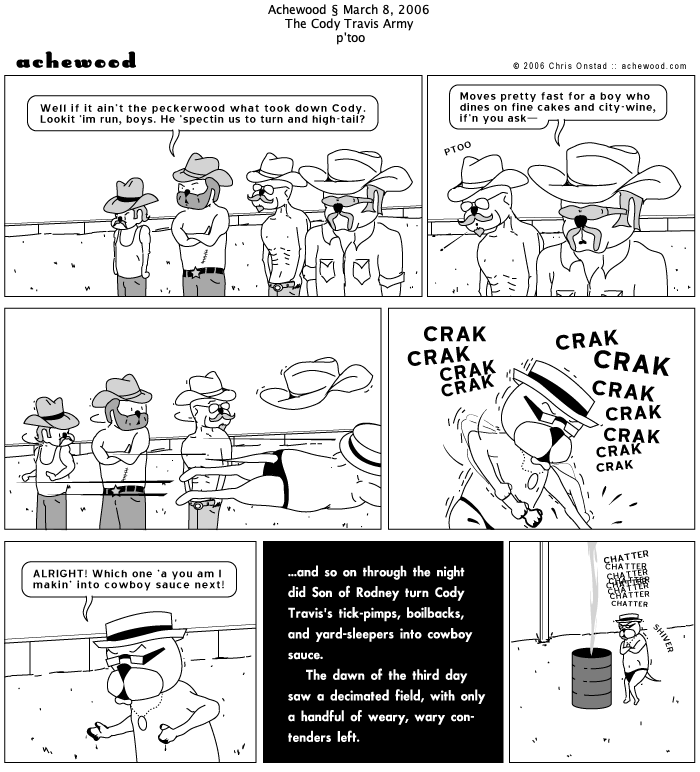 Achewood § March 8, 2006
The Cody Travis Army
p'too
achewood
© 2006 Chris Onstad :: achewood.com
Well if it ain't the peckerwood what took down Cody.
Lookit 'im run, boys. He 'spectin us to turn and high-tail?
Moves pretty fast for a boy who
dines on fine cakes and city-wine,
if'n you ask—
PTOO
CRAK
CRAK
CRAK
CRAK
CRAK
CRAK
CRAK
CRAK
CRAK
CRAK
CRAK
ALRIGHT! Which one 'a you am I
makin' into cowboy sauce next!
...and so on through the night
did Son of Rodney turn Cody
Travis's tick-pimps, boilbacks,
and yard-sleepers into cowboy
sauce.
The dawn of the third day
saw a decimated field, with only
a handful of weary, wary con-
tenders left.
CHATTER
CHATTER
CHATTER
CHATTER
CHATTER
CHATTER
CHATTER
SHIVER